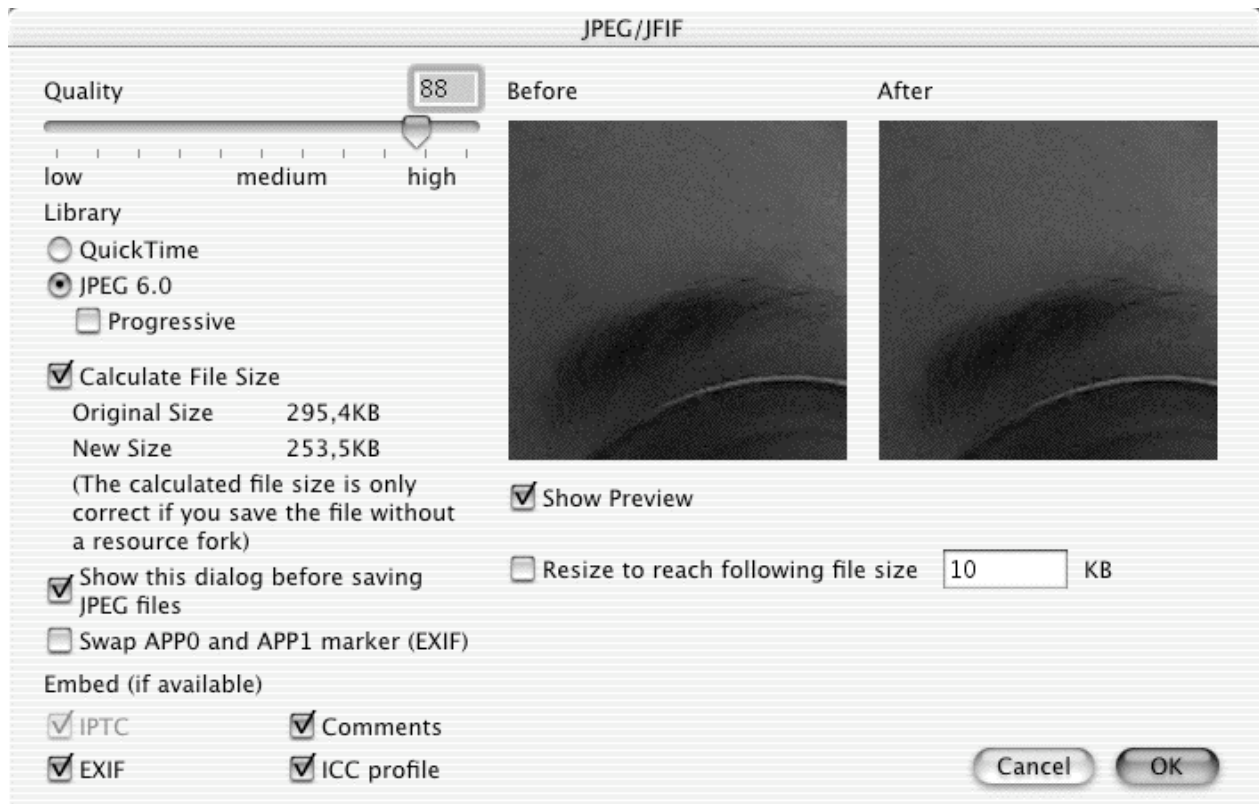 JPEG/JFIF
Quality 88
low medium high
Library
QuickTime
JPEG 6.0
Progressive
Calculate File Size
Original Size 295,4KB
New Size 253,5KB
(The calculated file size is only
correct if you save the file without
a resource fork)
Show this dialog before saving
JPEG files
Swap APP0 and APP1 marker (EXIF)
Embed (if available)
IPTC Comments
EXIF ICC profile
Before After
Show Preview
Resize to reach following file size 10 KB
Cancel OK